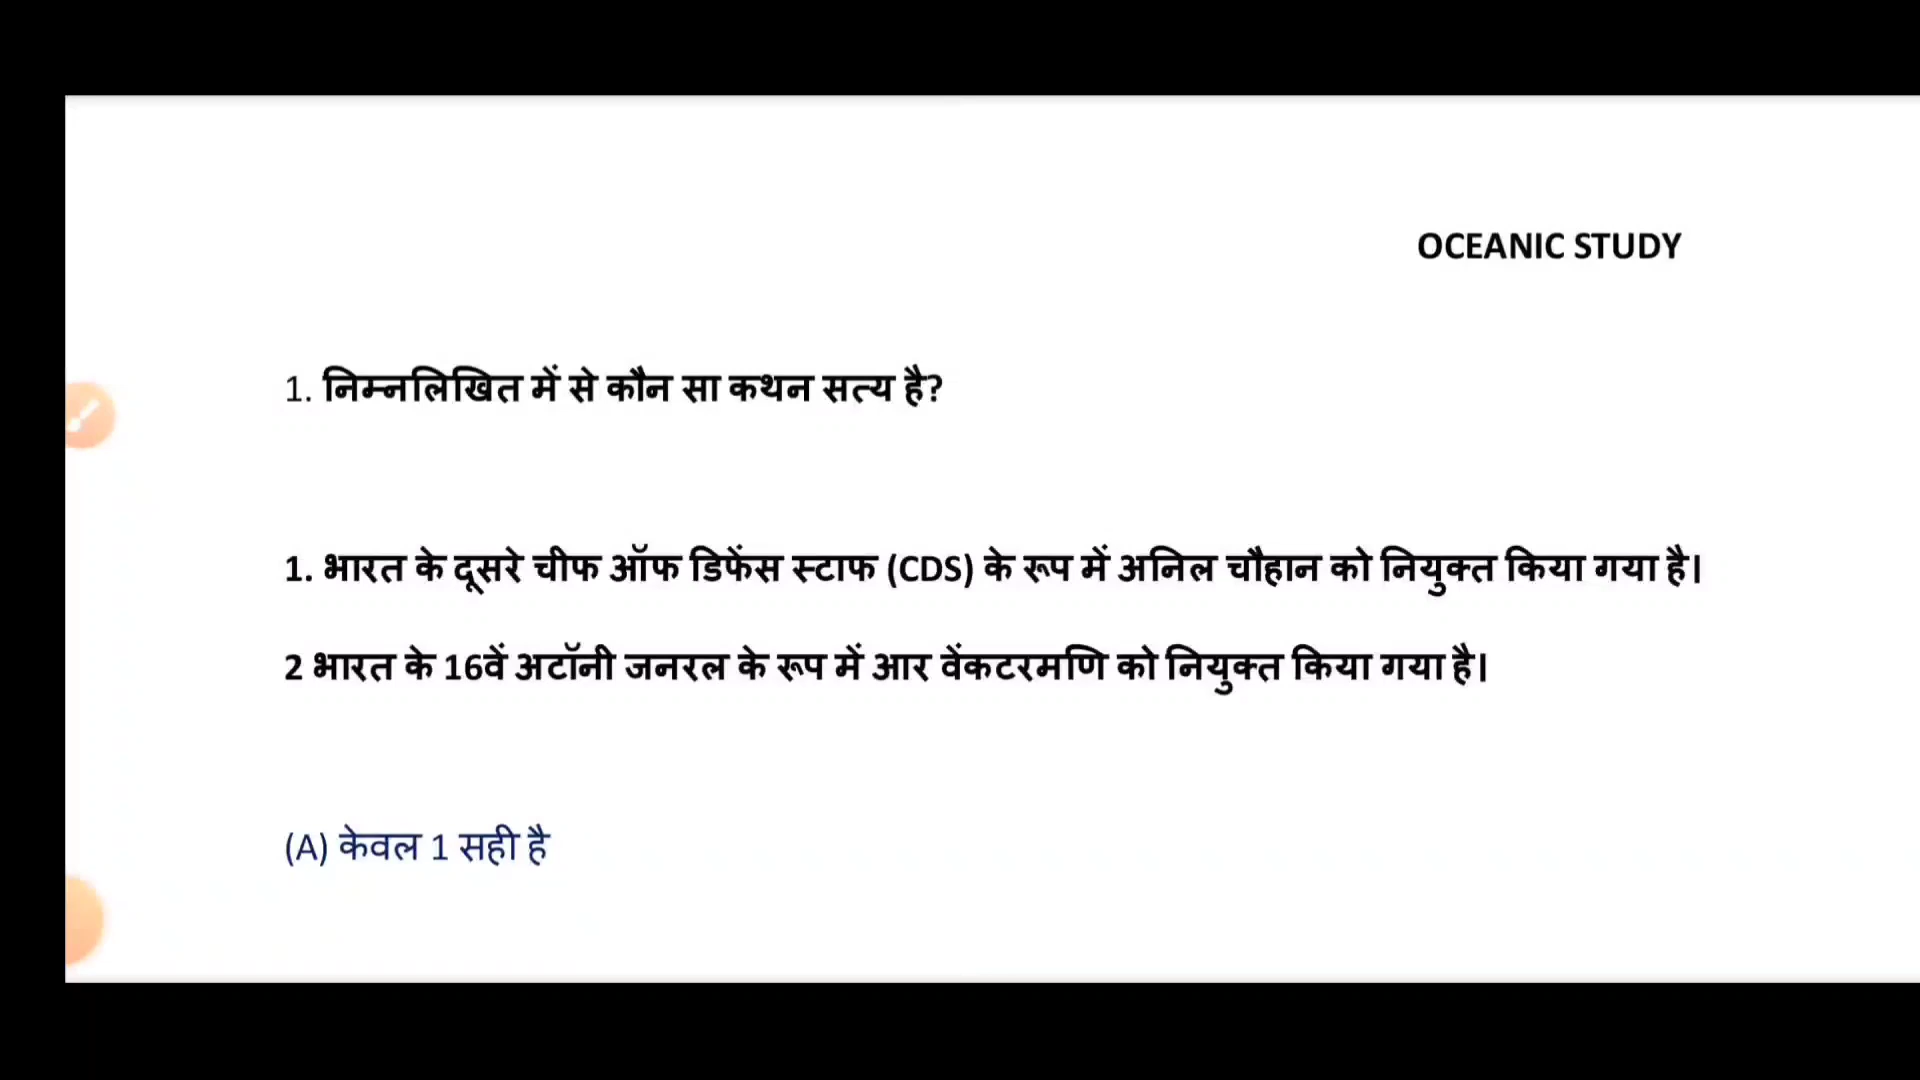 OCEANIC STUDY
1. निम्नलिखित में से कौन सा कथन सत्य है?
1. भारत के दूसरे चीफ ऑफ डिफेंस स्टाफ (CDS) के रूप में अनिल चौहान को नियुक्त किया गया है।
2 भारत के 16वें अटॉनी जनरल के रूप में आर वेंकटरमणि को नियुक्त किया गया है।
(A) केवल 1 सही है